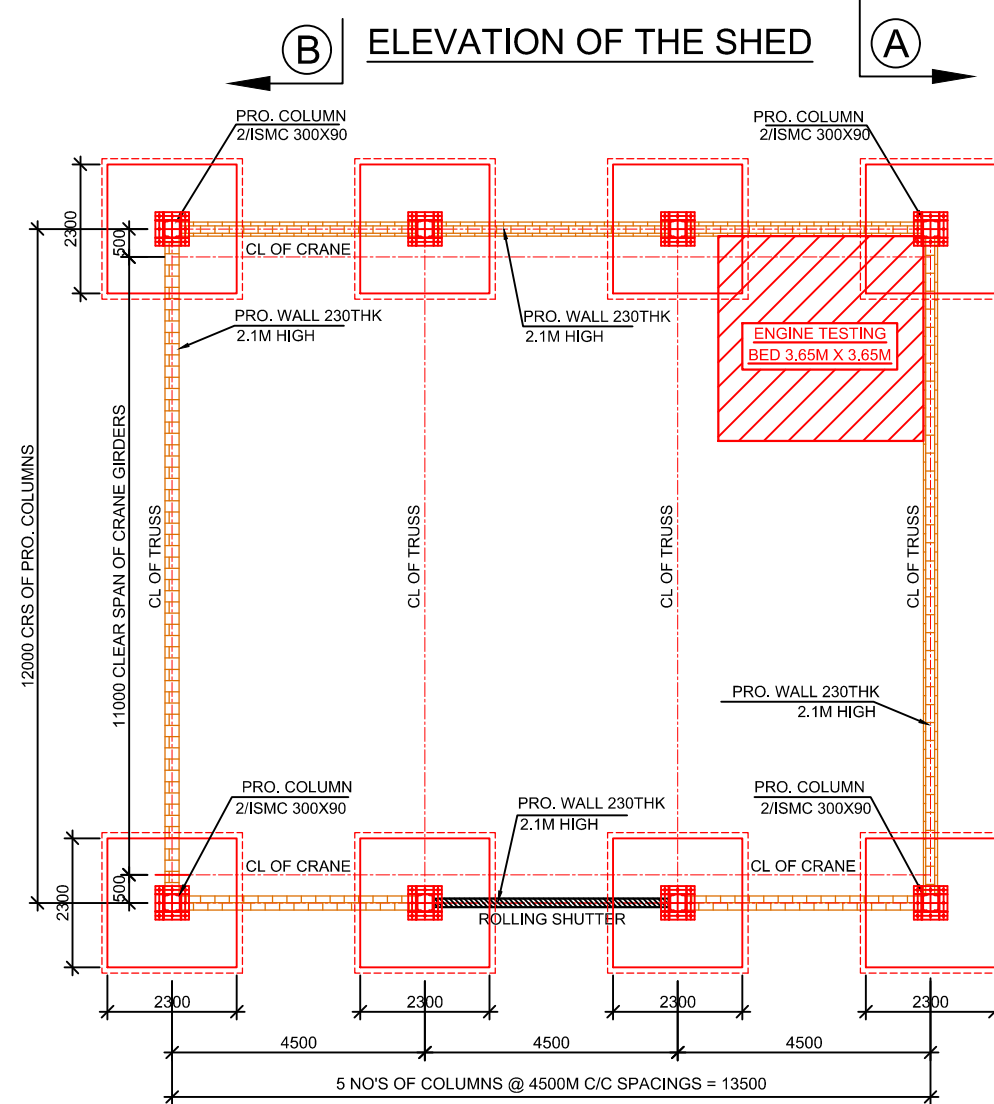 B
ELEVATION OF THE SHED
A
PRO. COLUMN
2/ISMC 300X90
PRO. COLUMN
2/ISMC 300X90
2300
500
CL OF CRANE
PRO. WALL 230THK
2.1M HIGH
PRO. WALL 230THK
2.1M HIGH
ENGINE TESTING
BED 3.65M X 3.65M
12000 CRS OF PRO. COLUMNS
11000 CLEAR SPAN OF CRANE GIRDERS
CL OF TRUSS
CL OF TRUSS
CL OF TRUSS
CL OF TRUSS
PRO. WALL 230THK
2.1M HIGH
PRO. COLUMN
2/ISMC 300X90
PRO. WALL 230THK
2.1M HIGH
PRO. COLUMN
2/ISMC 300X90
CL OF CRANE
CL OF CRANE
2300
500
ROLLING SHUTTER
2300
2300
2300
2300
4500
4500
4500
5 NO'S OF COLUMNS @ 4500M C/C SPACINGS = 13500